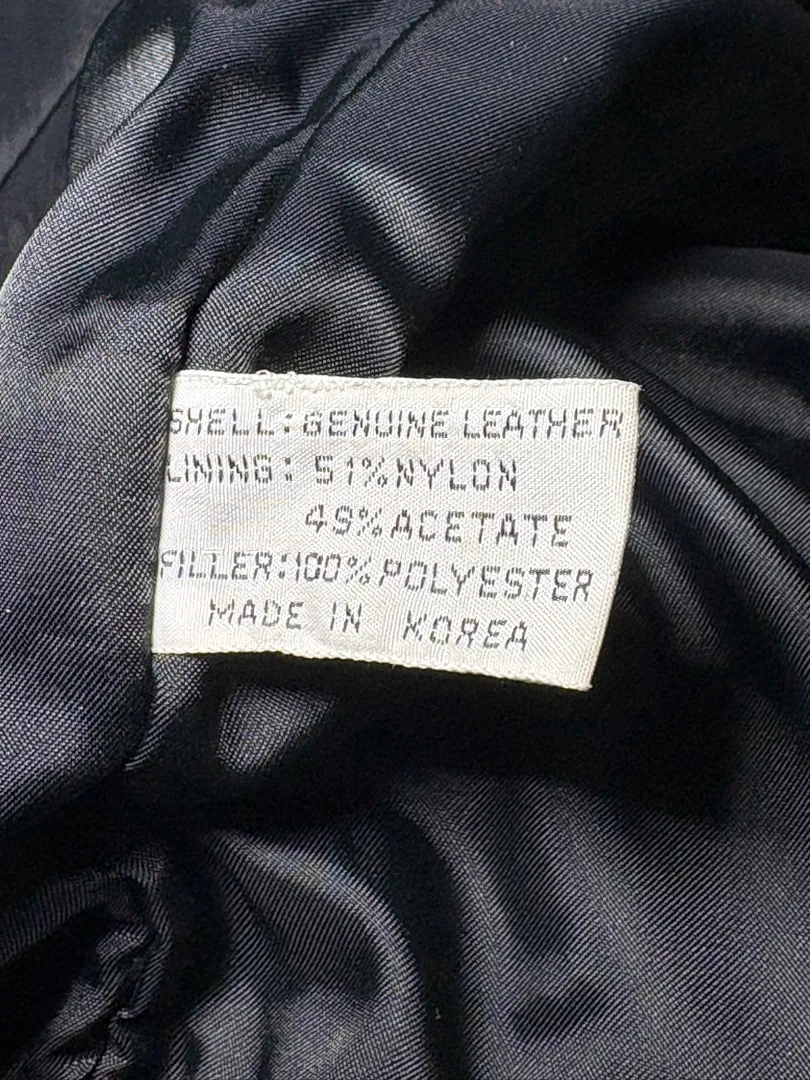 SHELL: GENUINE LEATHER
LINING: 51% NYLON
49% ACETATE
FILLER: 100% POLYESTER
MADE IN KOREA